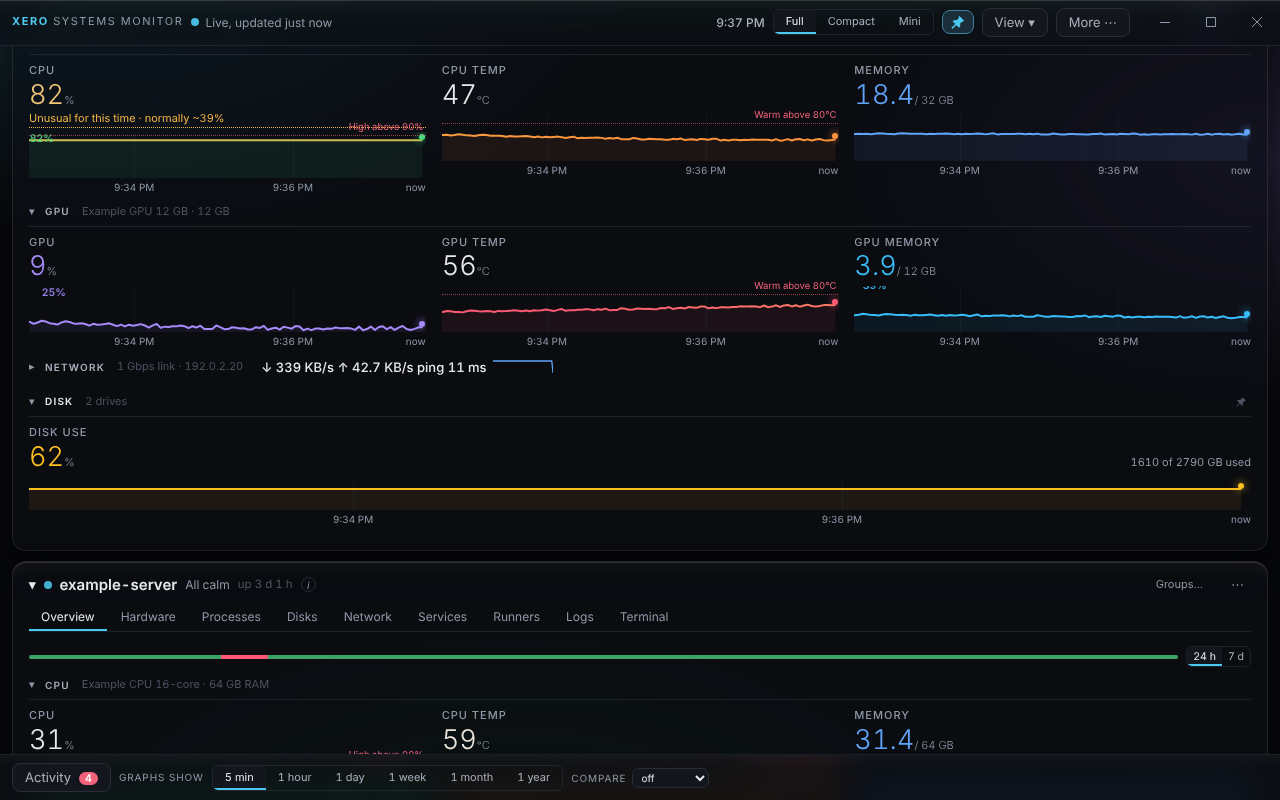 XERO SYSTEMS MONITOR Live, updated just now 9:37 PM Full Compact Mini View ▾ More ···
CPU CPU TEMP MEMORY
82% 47°C 18.4/ 32 GB
Unusual for this time · normally ~39%
High above 90% Warm above 80°C
82%
9:34 PM 9:36 PM now 9:34 PM 9:36 PM now 9:34 PM 9:36 PM now
▾ GPU Example GPU 12 GB · 12 GB
GPU GPU TEMP GPU MEMORY
9% 56°C 3.9/ 12 GB
25% Warm above 80°C
9:34 PM 9:36 PM now 9:34 PM 9:36 PM now 9:34 PM 9:36 PM now
▸ NETWORK 1 Gbps link · 192.0.2.20 ↓ 339 KB/s ↑ 42.7 KB/s ping 11 ms
▾ DISK 2 drives
DISK USE
62% 1610 of 2790 GB used
9:34 PM 9:36 PM now
▾ example-server All calm up 3 d 1 h i Groups... ···
Overview Hardware Processes Disks Network Services Runners Logs Terminal
24 h 7 d
▾ CPU Example CPU 16-core · 64 GB RAM
CPU CPU TEMP MEMORY
31% 59°C 31.4/ 64 GB
Activity 4 GRAPHS SHOW 5 min 1 hour 1 day 1 week 1 month 1 year COMPARE off